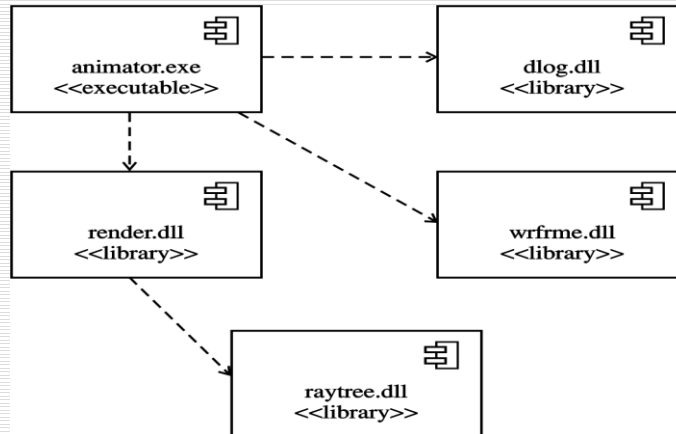 animator.exe
<<executable>>
dlog.dll
<<library>>
render.dll
<<library>>
wrfrme.dll
<<library>>
raytree.dll
<<library>>